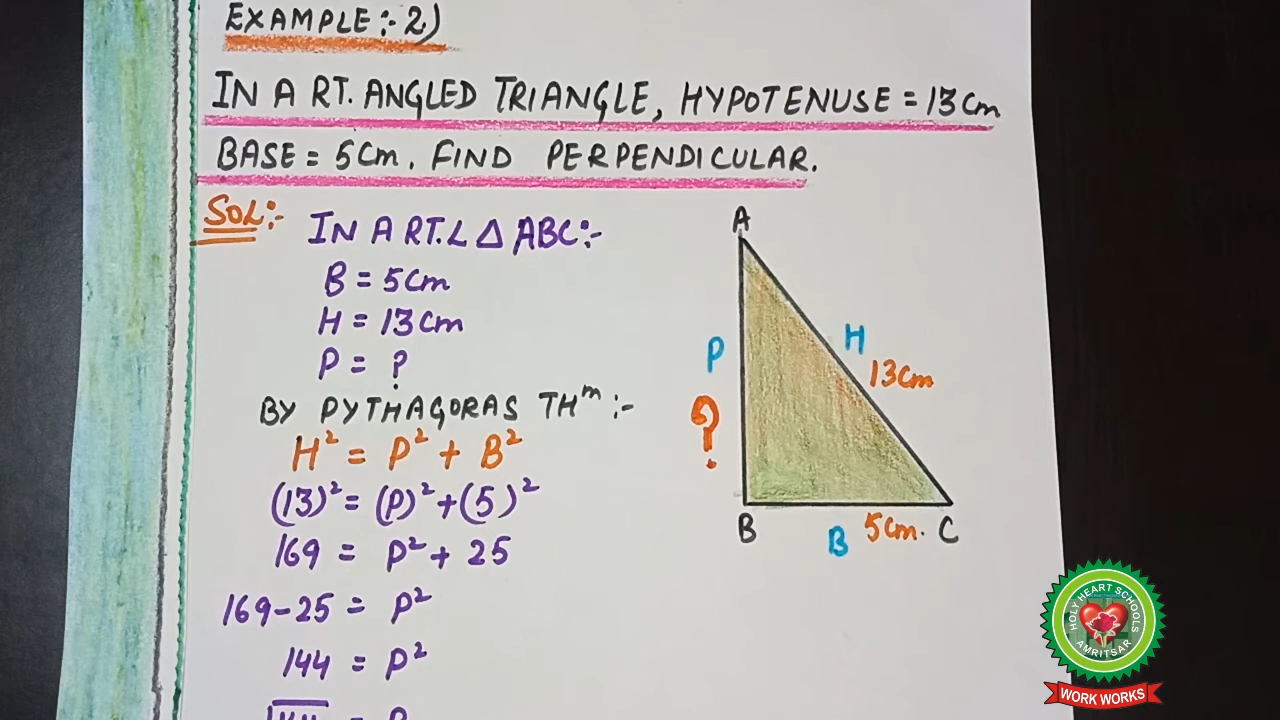 EXAMPLE:- 2)
IN A RT. ANGLED TRIANGLE, HYPOTENUSE = 13 Cm
BASE = 5 Cm. FIND PERPENDICULAR.
SOL:-
IN A RT. ∠ △ ABC:-
B = 5 Cm
H = 13 Cm
P = ?
BY PYTHAGORAS THᵐ :-
H² = P² + B²
(13)² = (P)² + (5)²
169 = P² + 25
169 - 25 = P²
144 = P²
A
P
H
13 Cm
?
B
B
5 Cm.
C
HOLY HEART SCHOOLS
AMRITSAR
WORK WORKS